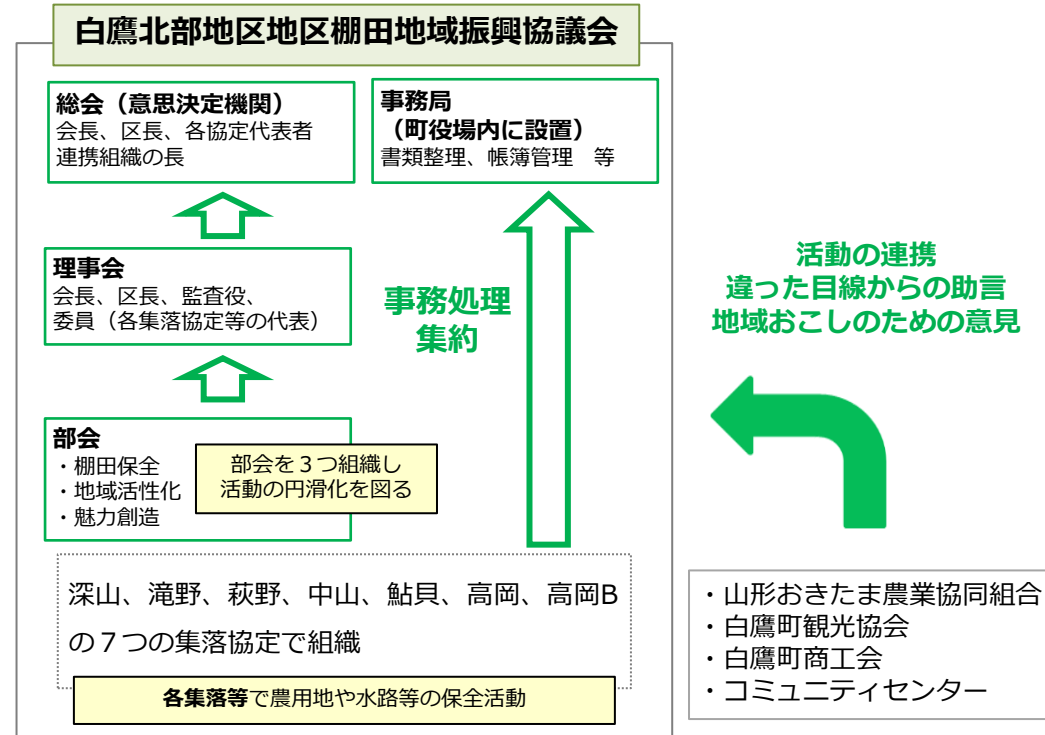 白鷹北部地区地区棚田地域振興協議会
総会（意思決定機関）
会長、区長、各協定代表者
連携組織の長
事務局
（町役場内に設置）
書類整理、帳簿管理　等
理事会
会長、区長、監査役、
委員（各集落協定等の代表）
事務処理
集約
部会
・棚田保全
・地域活性化
・魅力創造
部会を３つ組織し
活動の円滑化を図る
深山、滝野、萩野、中山、鮎貝、高岡、高岡B
の７つの集落協定で組織
各集落等で農用地や水路等の保全活動
活動の連携
違った目線からの助言
地域おこしのための意見
・山形おきたま農業協同組合
・白鷹町観光協会
・白鷹町商工会
・コミュニティセンター